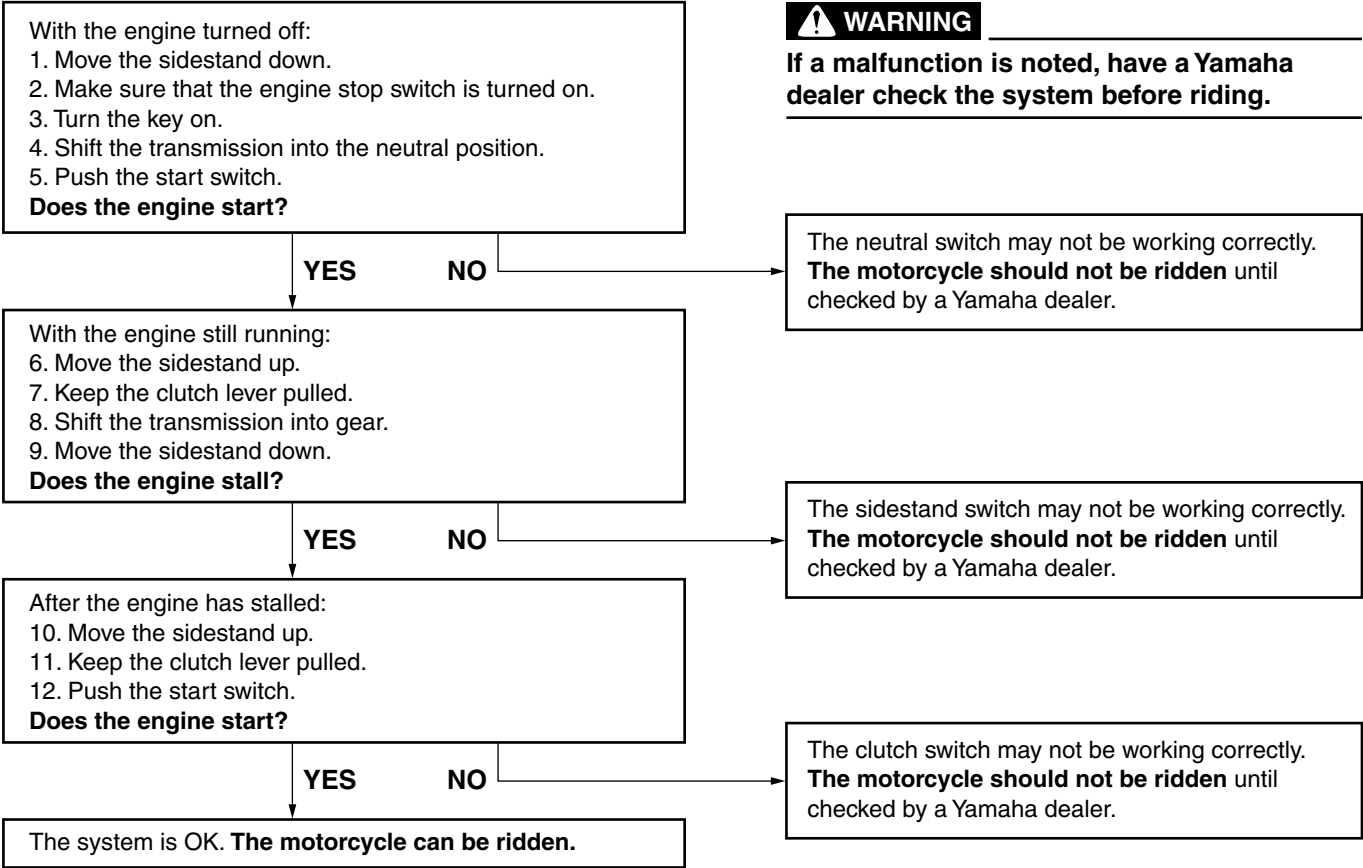 With the engine turned off:
1. Move the sidestand down.
2. Make sure that the engine stop switch is turned on.
3. Turn the key on.
4. Shift the transmission into the neutral position.
5. Push the start switch.
Does the engine start?
WARNING
If a malfunction is noted, have a Yamaha
dealer check the system before riding.
YES NO
The neutral switch may not be working correctly.
The motorcycle should not be ridden until
checked by a Yamaha dealer.
With the engine still running:
6. Move the sidestand up.
7. Keep the clutch lever pulled.
8. Shift the transmission into gear.
9. Move the sidestand down.
Does the engine stall?
YES NO
The sidestand switch may not be working correctly.
The motorcycle should not be ridden until
checked by a Yamaha dealer.
After the engine has stalled:
10. Move the sidestand up.
11. Keep the clutch lever pulled.
12. Push the start switch.
Does the engine start?
YES NO
The clutch switch may not be working correctly.
The motorcycle should not be ridden until
checked by a Yamaha dealer.
The system is OK. The motorcycle can be ridden.